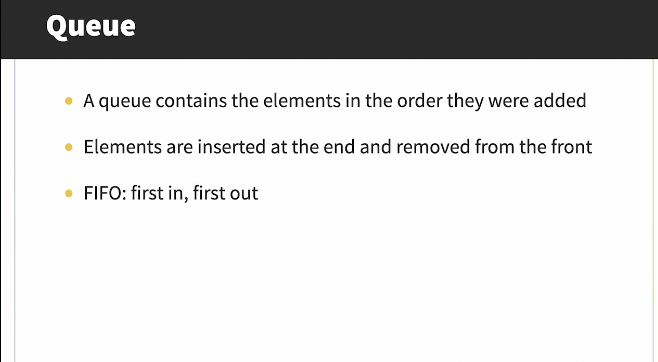 Queue
• A queue contains the elements in the order they were added
• Elements are inserted at the end and removed from the front
• FIFO: first in, first out